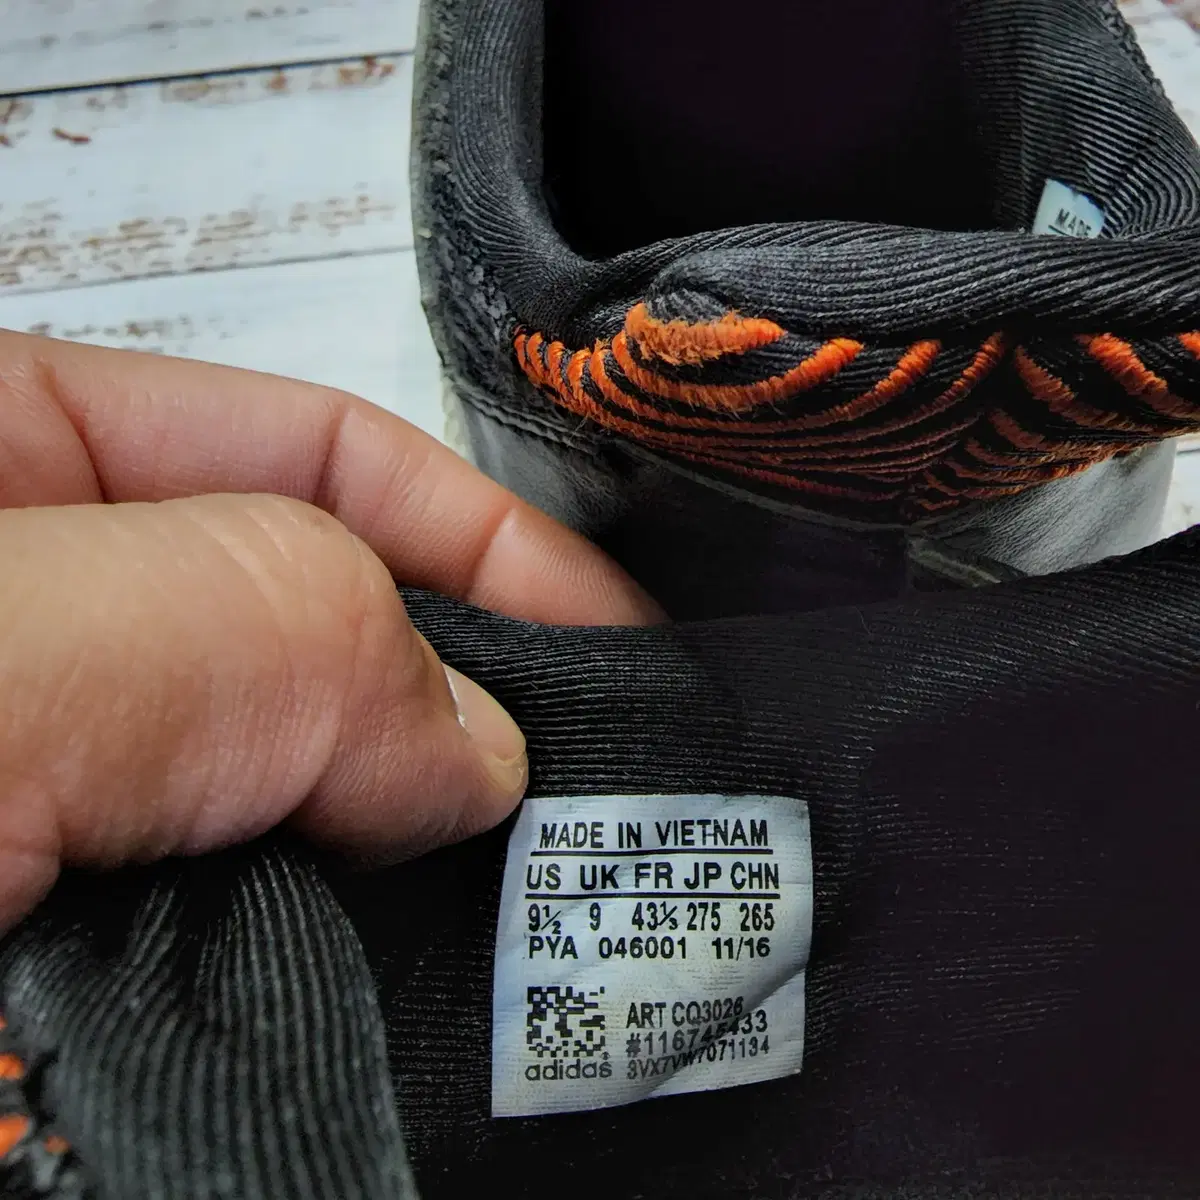 MADE
MADE IN VIETNAM
US UK FR JP CHN
9½ 9 43⅓ 275 265
PYA 046001 11/16
ART CQ3026
#116745433
3VX7VW7071134
adidas®